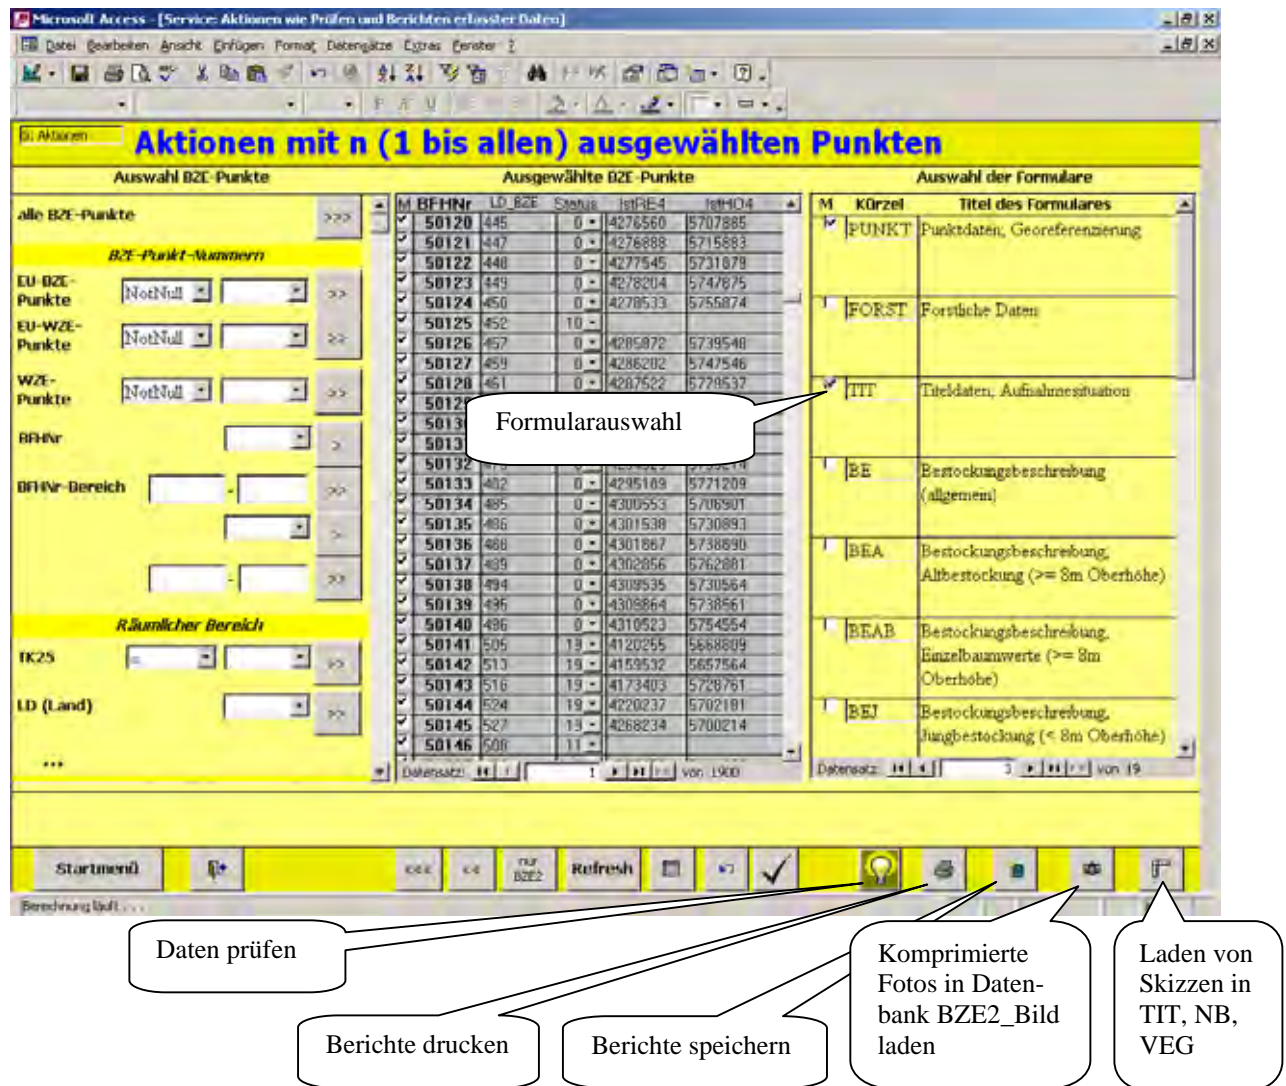 Microsoft Access - [Service: Aktionen wie Prüfen und Berichten erfasster Daten]
Datei Bearbeiten Ansicht Einfügen Format Datensätze Extras Fenster ?
F K U
Aktionen mit n (1 bis allen) ausgewählten Punkten
Auswahl BZE-Punkte
alle BZE-Punkte >>>
BZE-Punkt-Nummern
EU-BZE-Punkte NotNull >>
EU-WZE-Punkte NotNull >>
WZE-Punkte NotNull >>
BFHNr >
BFHNr-Bereich - >>
>
- >>
Räumlicher Bereich
TK25 = >>
LD (Land) >>
...
Ausgewählte BZE-Punkte
M BFHNr LD_BZE Status IstRE4 IstHO4
50120 445 0 4276560 5707885
50121 447 0 4276888 5715883
50122 448 0 4277545 5731879
50123 449 0 4278204 5747875
50124 450 0 4278533 5755874
50125 452 10
50126 457 0 4285872 5739548
50127 459 0 4286202 5747546
50128 461 0 4287522 5779537
50132
50133 482 0 4295189 5771209
50134 485 0 4300553 5706901
50135 486 0 4301538 5730893
50136 488 0 4301867 5738890
50137 489 0 4302856 5762881
50138 494 0 4309535 5730564
50139 495 0 4309864 5738561
50140 496 0 4310523 5754554
50141 505 19 4120255 5668809
50142 513 19 4159532 5657564
50143 516 19 4173403 5728761
50144 524 19 4220237 5702181
50145 527 19 4268234 5700214
50146 508 11
Datensatz: 1 von 1900
Auswahl der Formulare
M Kürzel Titel des Formulares
PUNKT Punktdaten, Georeferenzierung
FORST Forstliche Daten
TIT Titeldaten, Aufnahmesituation
BE Bestockungsbeschreibung
(allgemein)
BEA Bestockungsbeschreibung,
Altbestockung (>= 8m Oberhöhe)
BEAB Bestockungsbeschreibung,
Einzelbaumwerte (>= 8m
Oberhöhe)
BEJ Bestockungsbeschreibung,
Jungbestockung (< 8m Oberhöhe)
Datensatz: 3 von 19
Formularauswahl
Startmenü
<<< << nur BZE2 Refresh
Berechnung läuft . . .
Daten prüfen
Berichte drucken
Berichte speichern
Komprimierte
Fotos in Daten-
bank BZE2_Bild
laden
Laden von
Skizzen in
TIT, NB,
VEG